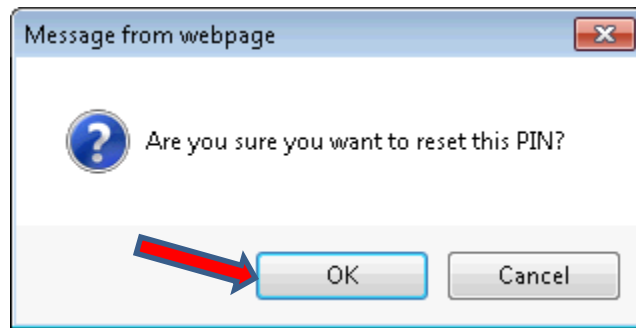 Message from webpage
Are you sure you want to reset this PIN?
OK
Cancel